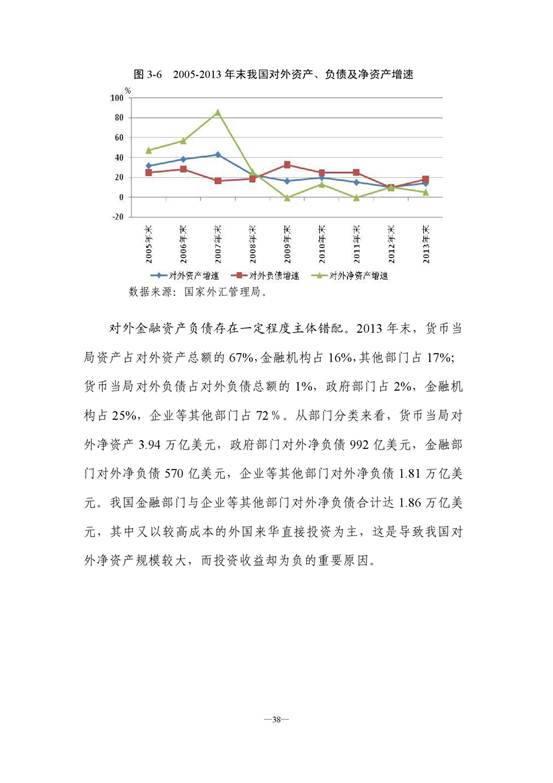 图 3-6 2005-2013 年末我国对外资产、负债及净资产增速
%
100
80
60
40
20
0
-20
2005年末
2006年末
2007年末
2008年末
2009年末
2010年末
2011年末
2012年末
2013年末
对外资产增速 对外负债增速 对外净资产增速
数据来源：国家外汇管理局。
对外金融资产负债存在一定程度主体错配。2013 年末，货币当
局资产占对外资产总额的 67%,金融机构占 16%,其他部门占 17%;
货币当局对外负债占对外负债总额的 1%，政府部门占 2%，金融机
构占 25%，企业等其他部门占 72％。从部门分类来看，货币当局对
外净资产 3.94 万亿美元，政府部门对外净负债 992 亿美元，金融部
门对外净负债 570 亿美元，企业等其他部门对外净负债 1.81 万亿美
元。我国金融部门与企业等其他部门对外净负债合计达 1.86 万亿美
元，其中又以较高成本的外国来华直接投资为主，这是导致我国对
外净资产规模较大，而投资收益却为负的重要原因。
—38—